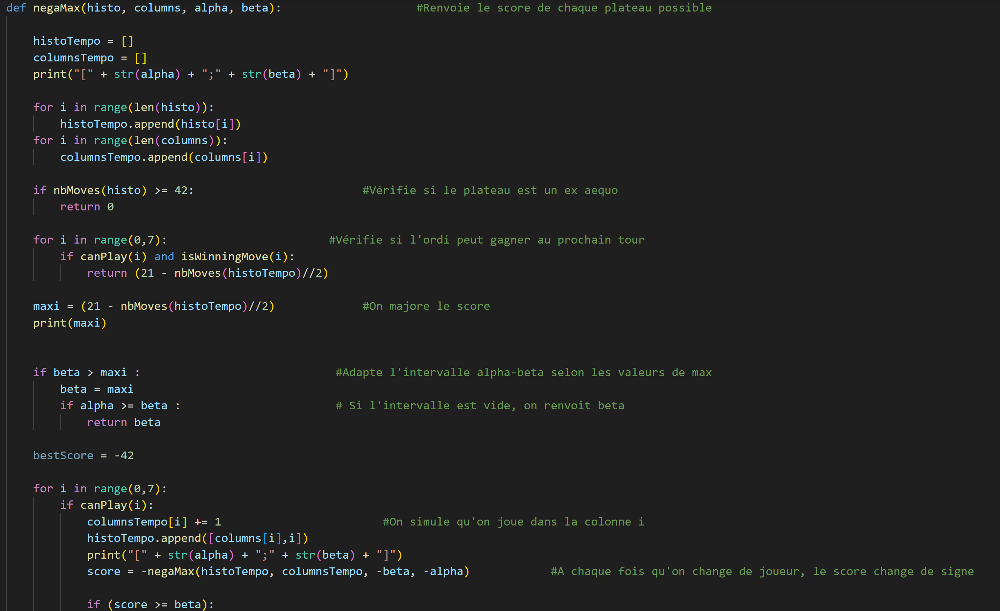 def negaMax(histo, columns, alpha, beta):                    #Renvoie le score de chaque plateau possible
    histoTempo = []
    columnsTempo = []
    print("[" + str(alpha) + ";" + str(beta) + "]")
    for i in range(len(histo)):
        histoTempo.append(histo[i])
    for i in range(len(columns)):
        columnsTempo.append(columns[i])
    if nbMoves(histo) >= 42:                         #Vérifie si le plateau est un ex aequo
        return 0
    for i in range(0,7):                        #Vérifie si l'ordi peut gagner au prochain tour
        if canPlay(i) and isWinningMove(i):
            return (21 - nbMoves(histoTempo)//2)
    maxi = (21 - nbMoves(histoTempo)//2)             #On majore le score
    print(maxi)
    if beta > maxi :                             #Adapte l'intervalle alpha-beta selon les valeurs de max
        beta = maxi
        if alpha >= beta :                       # Si l'intervalle est vide, on renvoit beta
            return beta
    bestScore = -42
    for i in range(0,7):
        if canPlay(i):
            columnsTempo[i] += 1                        #On simule qu'on joue dans la colonne i
            histoTempo.append([columns[i],i])
            print("[" + str(alpha) + ";" + str(beta) + "]")
            score = -negaMax(histoTempo, columnsTempo, -beta, -alpha)            #A chaque fois qu'on change de joueur, le score change de signe
            if (score >= beta):